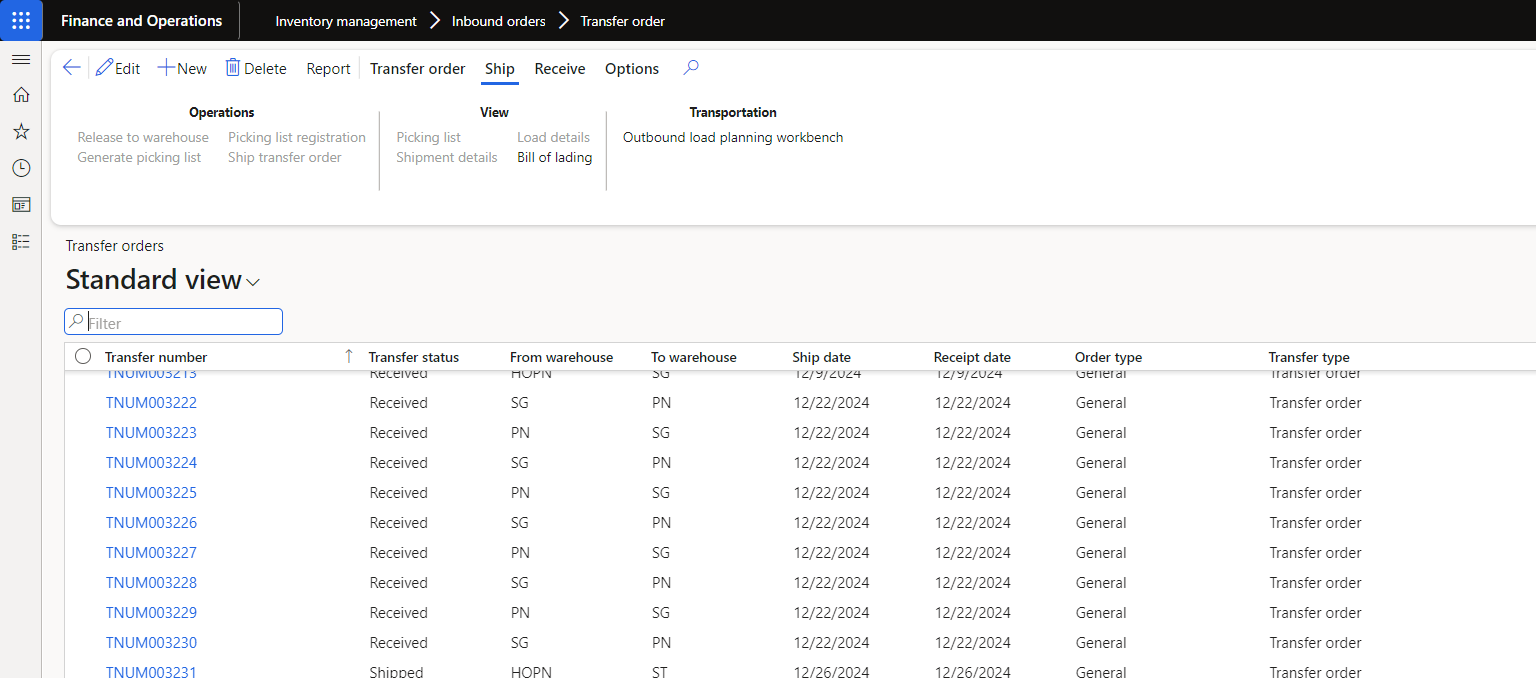 Finance and Operations Inventory management Inbound orders Transfer order
Edit New Delete Report Transfer order Ship Receive Options
Operations View Transportation
Release to warehouse Picking list registration Picking list Load details Outbound load planning workbench
Generate picking list Ship transfer order Shipment details Bill of lading
Transfer orders
Standard view
Filter
Transfer number Transfer status From warehouse To warehouse Ship date Receipt date Order type Transfer type
TNUM003213 Received HOPN SG 12/9/2024 12/9/2024 General Transfer order
TNUM003222 Received SG PN 12/22/2024 12/22/2024 General Transfer order
TNUM003223 Received PN SG 12/22/2024 12/22/2024 General Transfer order
TNUM003224 Received SG PN 12/22/2024 12/22/2024 General Transfer order
TNUM003225 Received PN SG 12/22/2024 12/22/2024 General Transfer order
TNUM003226 Received SG PN 12/22/2024 12/22/2024 General Transfer order
TNUM003227 Received PN SG 12/22/2024 12/22/2024 General Transfer order
TNUM003228 Received SG PN 12/22/2024 12/22/2024 General Transfer order
TNUM003229 Received PN SG 12/22/2024 12/22/2024 General Transfer order
TNUM003230 Received SG PN 12/22/2024 12/22/2024 General Transfer order
TNUM003231 Shipped HOPN ST 12/26/2024 12/26/2024 General Transfer order